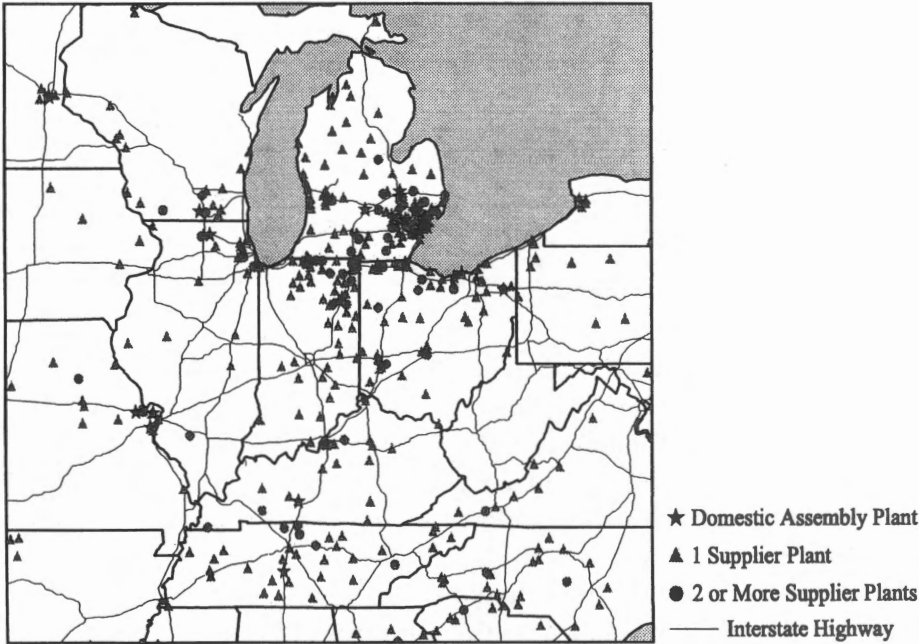 Domestic Assembly Plant
1 Supplier Plant
2 or More Supplier Plants
Interstate Highway